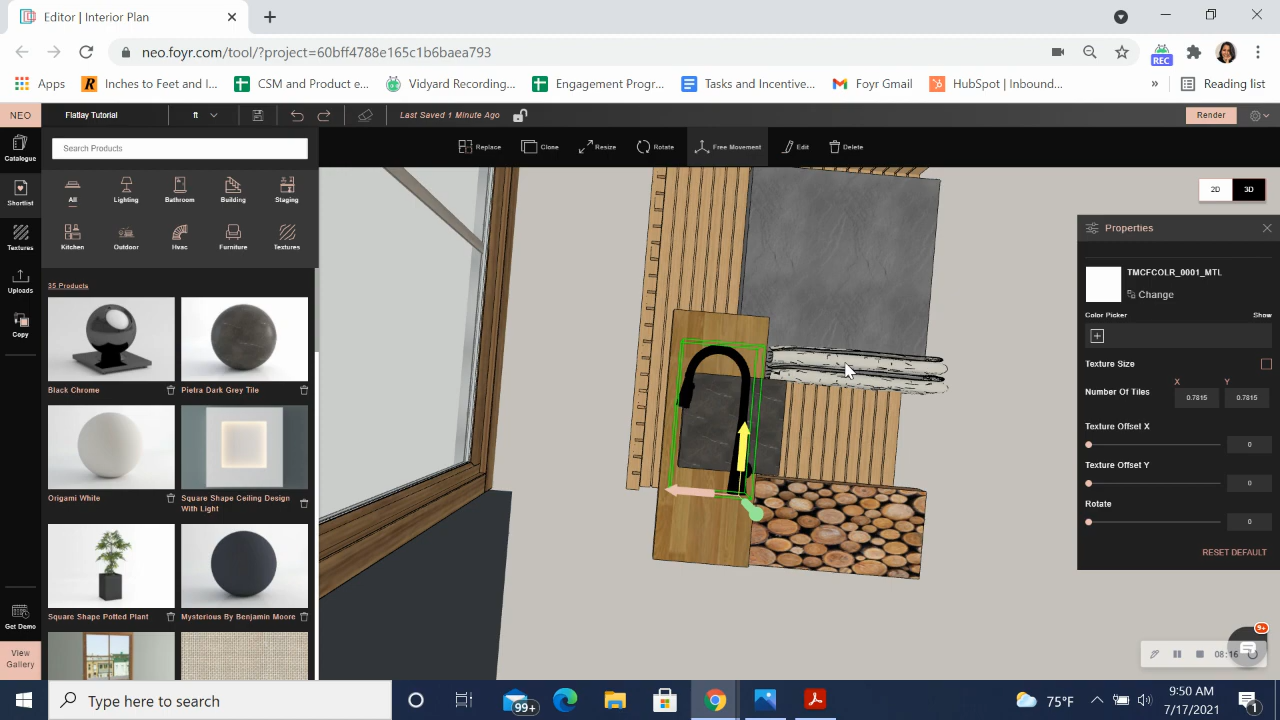 Editor | Interior Plan
neo.foyr.com/tool/?project=60bff4788e165c1b6baea793
REC
Apps
Inches to Feet and I...
CSM and Product e...
Vidyard Recording...
Engagement Progr...
Tasks and Incentive...
Foyr Gmail
HubSpot | Inbound...
»
Reading list
NEO
Flatlay Tutorial
ft
Last Saved 1 Minute Ago
Render
Catalogue
Shortlist
Textures
Uploads
Copy
Get Demo
View
Gallery
Search Products
All
Lighting
Bathroom
Building
Staging
Kitchen
Outdoor
Hvac
Furniture
Textures
35 Products
Black Chrome
Pietra Dark Grey Tile
Origami White
Square Shape Ceiling Design
With Light
Square Shape Potted Plant
Mysterious By Benjamin Moore
Replace
Clone
Resize
Rotate
Free Movement
Edit
Delete
2D
3D
Properties
TMCFCOLR_0001_MTL
Change
Color Picker
Show
Texture Size
X
Y
Number Of Tiles
0.7815
0.7815
Texture Offset X
0
Texture Offset Y
0
Rotate
0
RESET DEFAULT
9+
08:16
Type here to search
99+
75°F
9:50 AM
7/17/2021
1